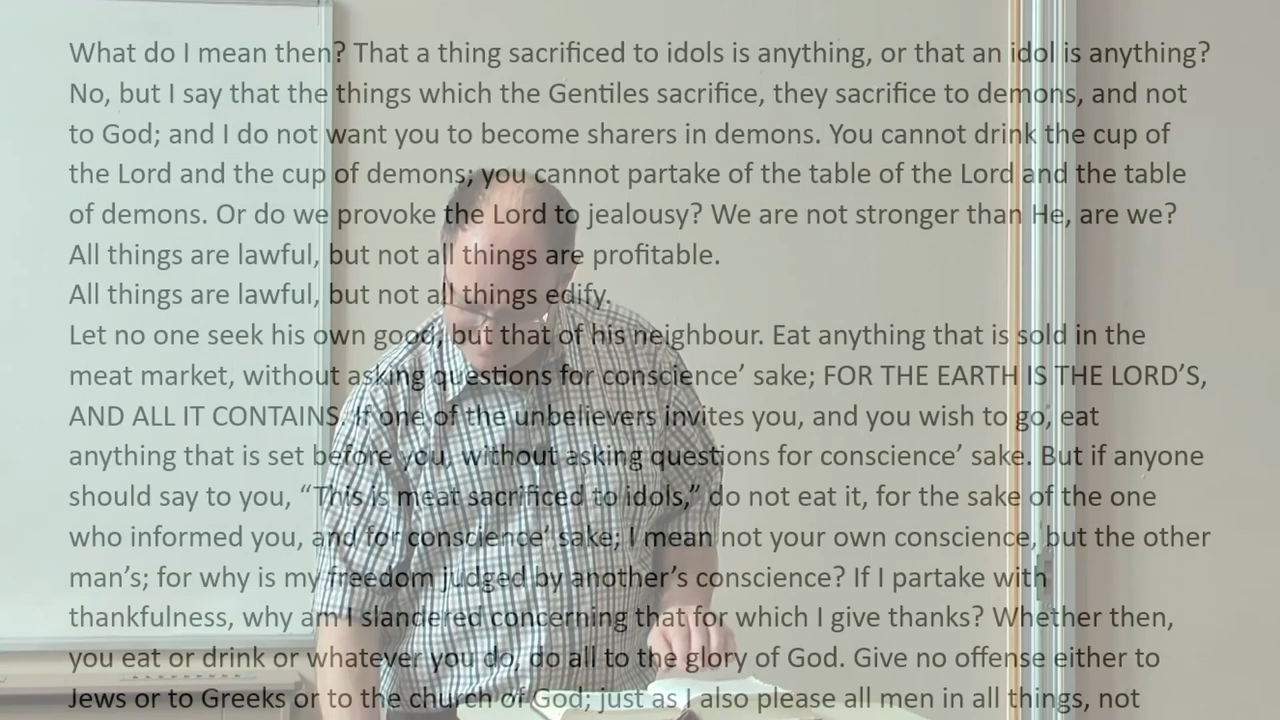 What do I mean then? That a thing sacrificed to idols is anything, or that an idol is anything?
No, but I say that the things which the Gentiles sacrifice, they sacrifice to demons, and not
to God; and I do not want you to become sharers in demons. You cannot drink the cup of
the Lord and the cup of demons; you cannot partake of the table of the Lord and the table
of demons. Or do we provoke the Lord to jealousy? We are not stronger than He, are we?
All things are lawful, but not all things are profitable.
All things are lawful, but not all things edify.
Let no one seek his own good, but that of his neighbour. Eat anything that is sold in the
meat market, without asking questions for conscience’ sake; FOR THE EARTH IS THE LORD’S,
AND ALL IT CONTAINS. If one of the unbelievers invites you, and you wish to go, eat
anything that is set before you, without asking questions for conscience’ sake. But if anyone
should say to you, “This is meat sacrificed to idols,” do not eat it, for the sake of the one
who informed you, and for conscience’ sake; I mean not your own conscience, but the other
man’s; for why is my freedom judged by another’s conscience? If I partake with
thankfulness, why am I slandered concerning that for which I give thanks? Whether then,
you eat or drink or whatever you do, do all to the glory of God. Give no offense either to
Jews or to Greeks or to the church of God; just as I also please all men in all things, not